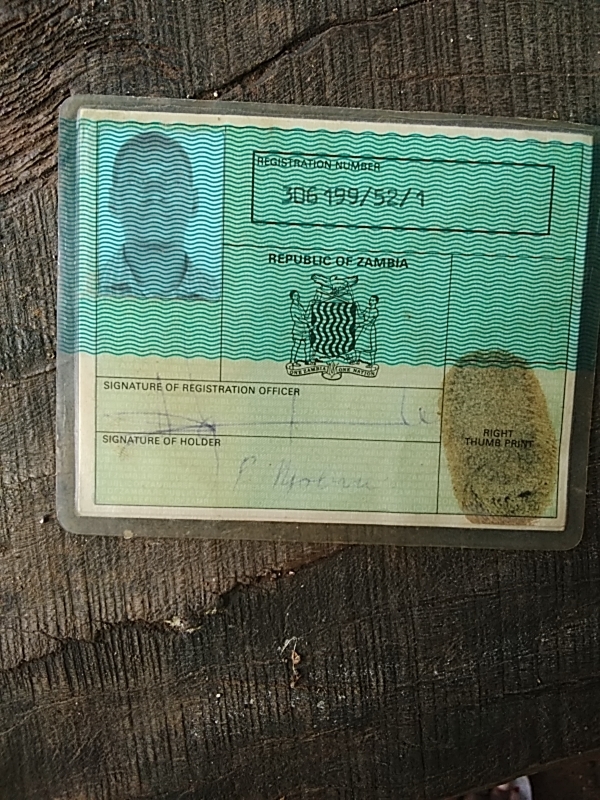 REGISTRATION NUMBER
306199/52/1
REPUBLIC OF ZAMBIA
ONE ZAMBIA ONE NATION
SIGNATURE OF REGISTRATION OFFICER
SIGNATURE OF HOLDER
RIGHT
THUMB PRINT